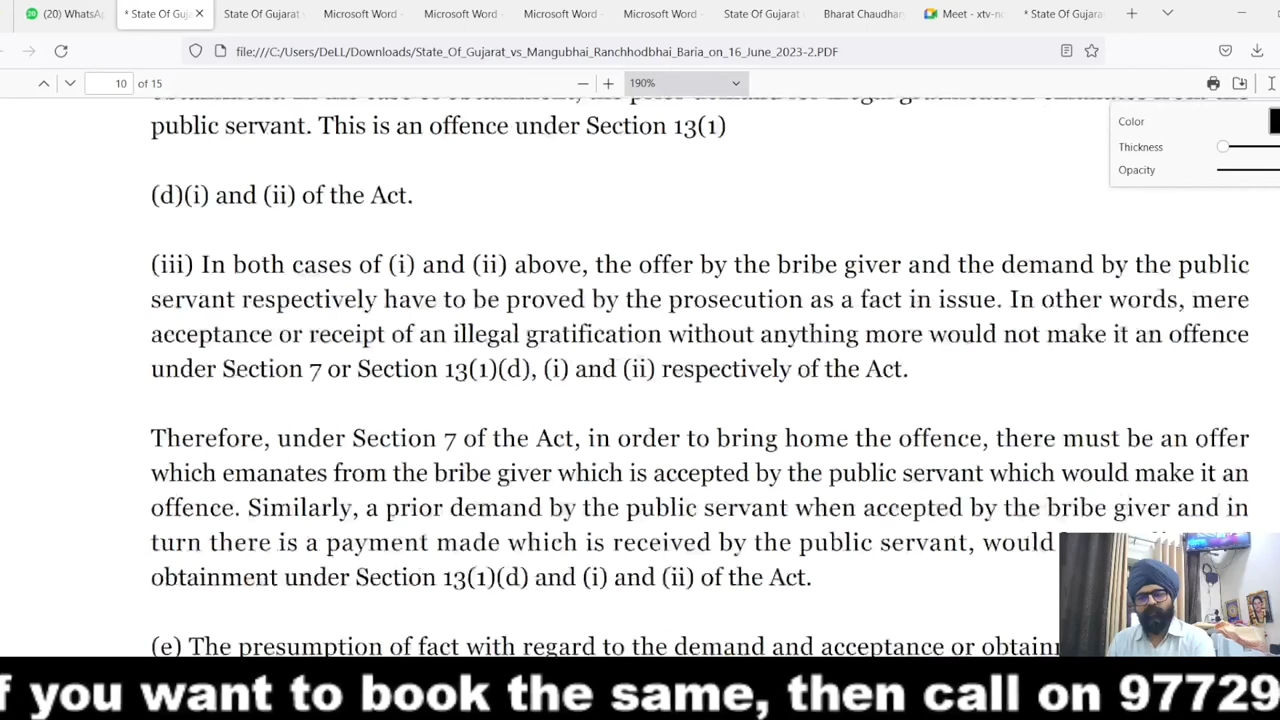 (20) WhatsA
* State Of Guja
State Of Gujarat
Microsoft Word -
Microsoft Word -
Microsoft Word -
Microsoft Word -
State Of Gujarat
Bharat Chaudhar
Meet - xtv-nc
* State Of Gujara
file:///C:/Users/DeLL/Downloads/State_Of_Gujarat_vs_Mangubhai_Ranchhodbhai_Baria_on_16_June_2023-2.PDF
10 of 15
190%
public servant. This is an offence under Section 13(1)
Color
Thickness
Opacity
(d)(i) and (ii) of the Act.
(iii) In both cases of (i) and (ii) above, the offer by the bribe giver and the demand by the public
servant respectively have to be proved by the prosecution as a fact in issue. In other words, mere
acceptance or receipt of an illegal gratification without anything more would not make it an offence
under Section 7 or Section 13(1)(d), (i) and (ii) respectively of the Act.
Therefore, under Section 7 of the Act, in order to bring home the offence, there must be an offer
which emanates from the bribe giver which is accepted by the public servant which would make it an
offence. Similarly, a prior demand by the public servant when accepted by the bribe giver and in
turn there is a payment made which is received by the public servant, would
obtainment under Section 13(1)(d) and (i) and (ii) of the Act.
(e) The presumption of fact with regard to the demand and acceptance or obtain
f you want to book the same, then call on 97729